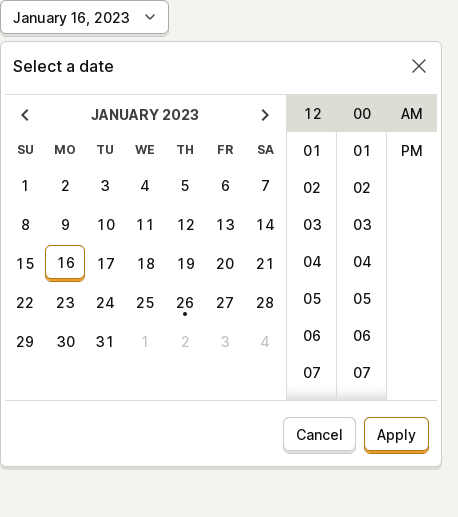 January 16, 2023
Select a date
JANUARY 2023
SU MO TU WE TH FR SA
1 2 3 4 5 6 7
8 9 10 11 12 13 14
15 16 17 18 19 20 21
22 23 24 25 26 27 28
29 30 31 1 2 3 4
12 00 AM
01 01 PM
02 02
03 03
04 04
05 05
06 06
07 07
Cancel Apply